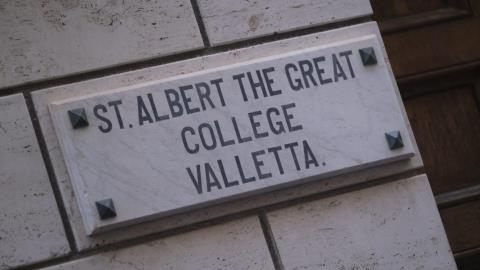 ST. ALBERT THE GREAT
COLLEGE
VALLETTA.